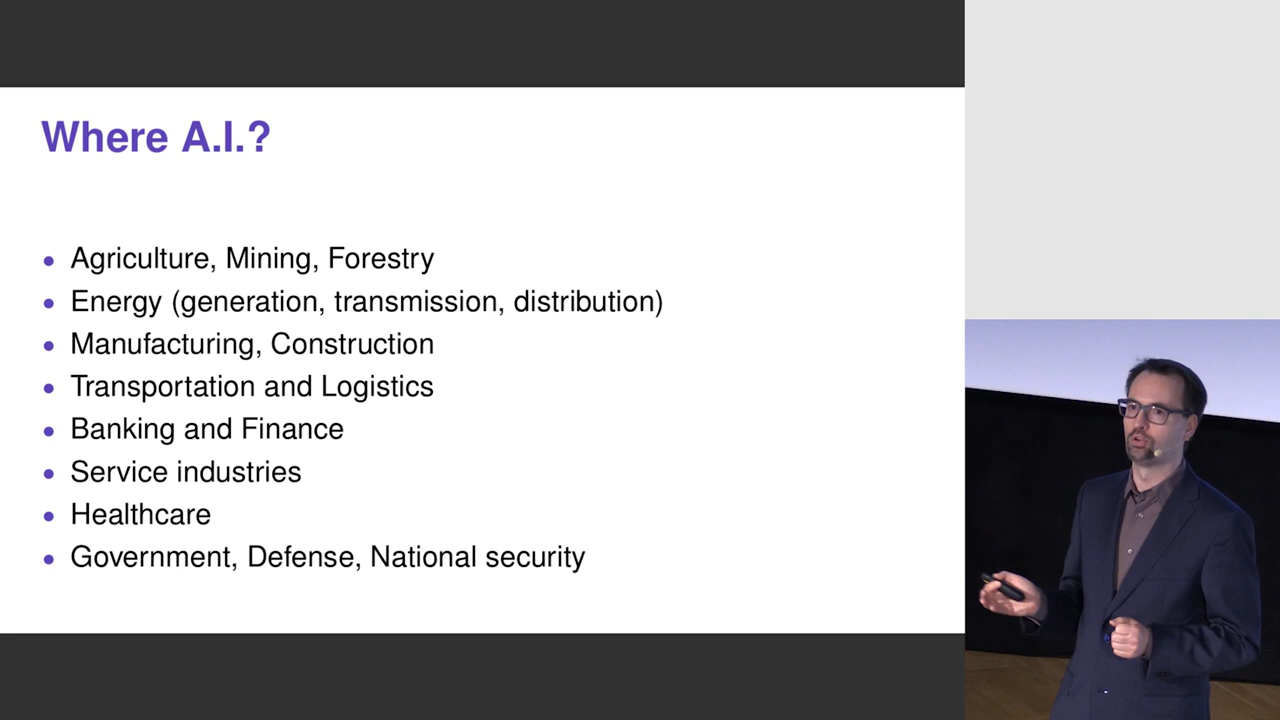 Where A.I.?
• Agriculture, Mining, Forestry
• Energy (generation, transmission, distribution)
• Manufacturing, Construction
• Transportation and Logistics
• Banking and Finance
• Service industries
• Healthcare
• Government, Defense, National security